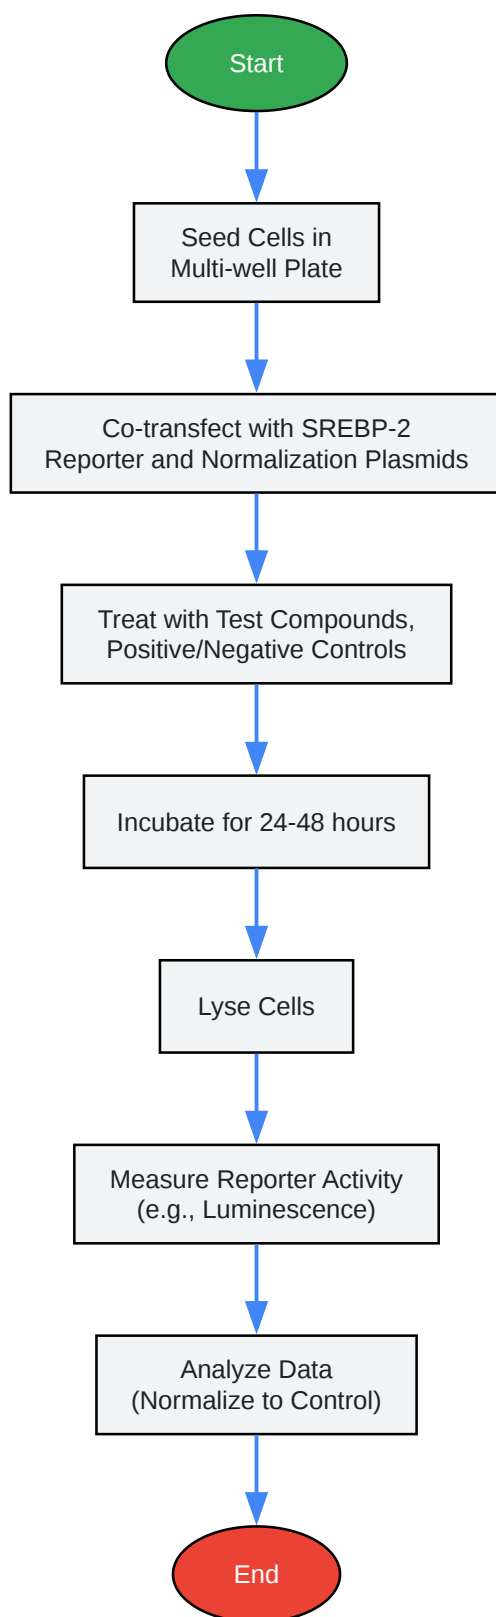 Start
Seed Cells in
Multi-well Plate
Co-transfect with SREBP-2
Reporter and Normalization Plasmids
Treat with Test Compounds,
Positive/Negative Controls
Incubate for 24-48 hours
Lyse Cells
Measure Reporter Activity
(e.g., Luminescence)
Analyze Data
(Normalize to Control)
End